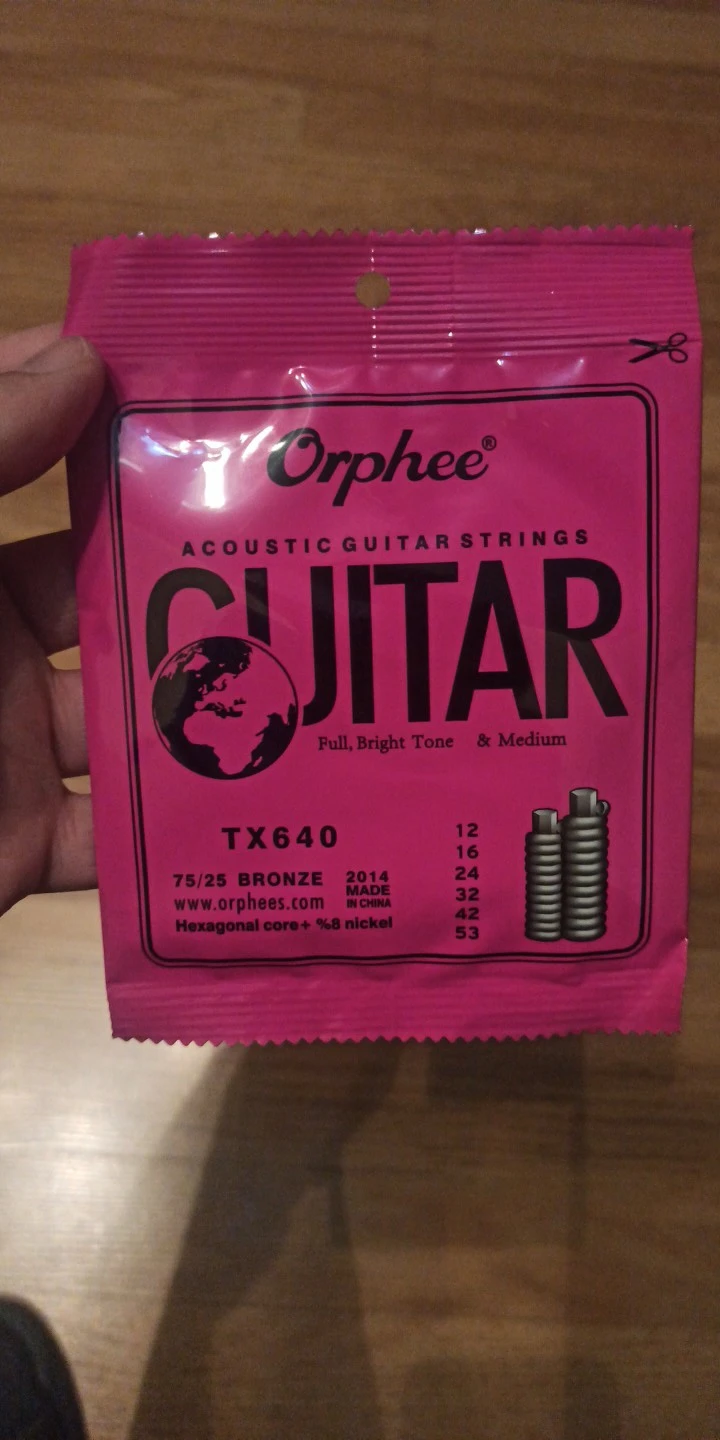 Orphee®
ACOUSTIC GUITAR STRINGS
GUITAR
Full, Bright Tone & Medium
TX640
75/25 BRONZE
www.orphees.com
2014
MADE
IN CHINA
Hexagonal core+ %8 nickel
12
16
24
32
42
53